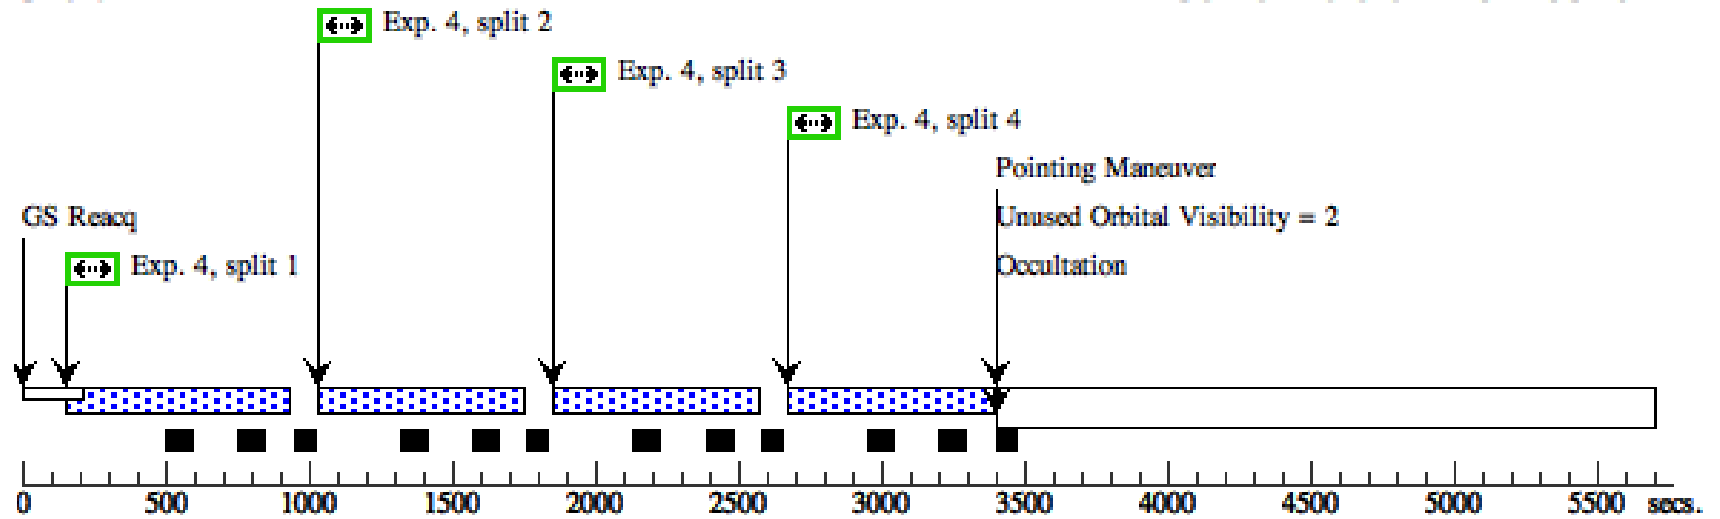 Exp. 4, split 2
Exp. 4, split 3
Exp. 4, split 4
Pointing Maneuver
GS Reacq
Unused Orbital Visibility = 2
Exp. 4, split 1
Occultation
0 500 1000 1500 2000 2500 3000 3500 4000 4500 5000 5500 secs.